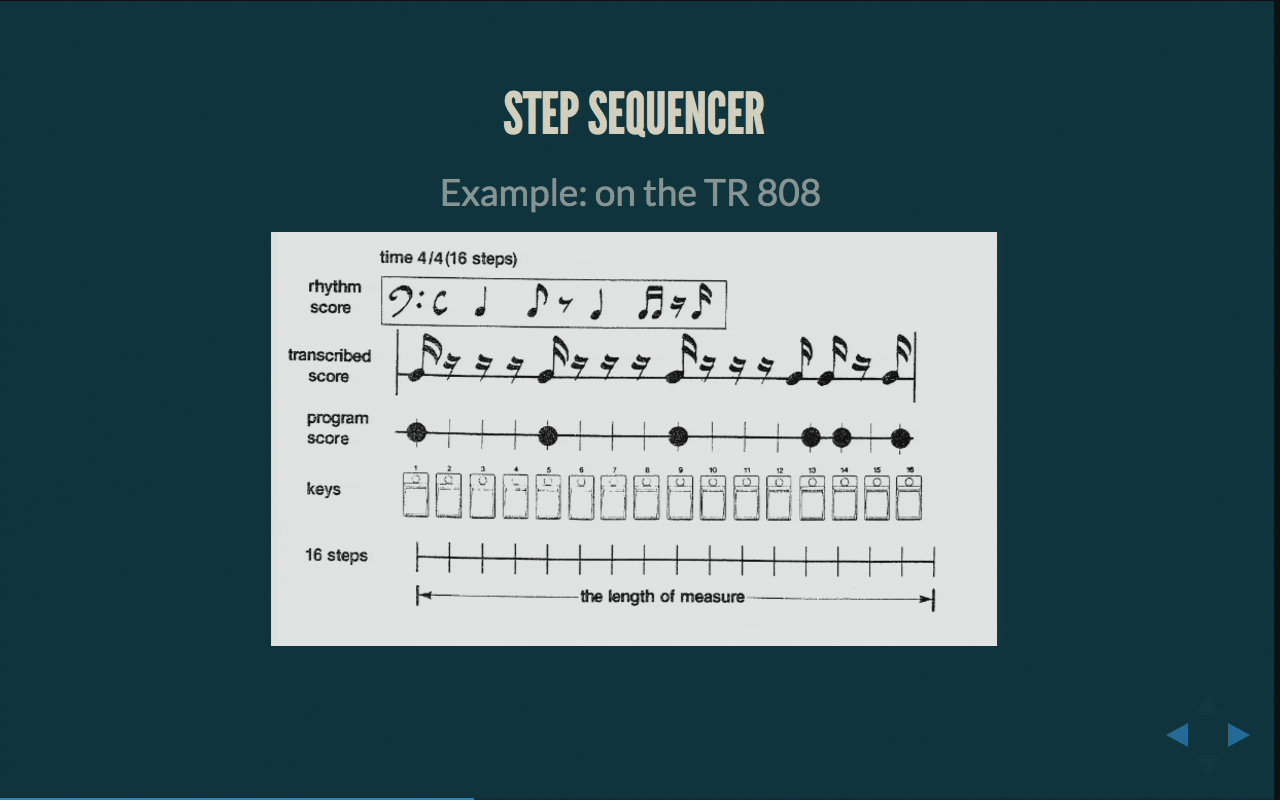 STEP SEQUENCER
Example: on the TR 808
time 4/4(16 steps)
rhythm
score
transcribed
score
program
score
1 2 3 4 5 6 7 8 9 10 11 12 13 14 15 16
keys
16 steps
the length of measure